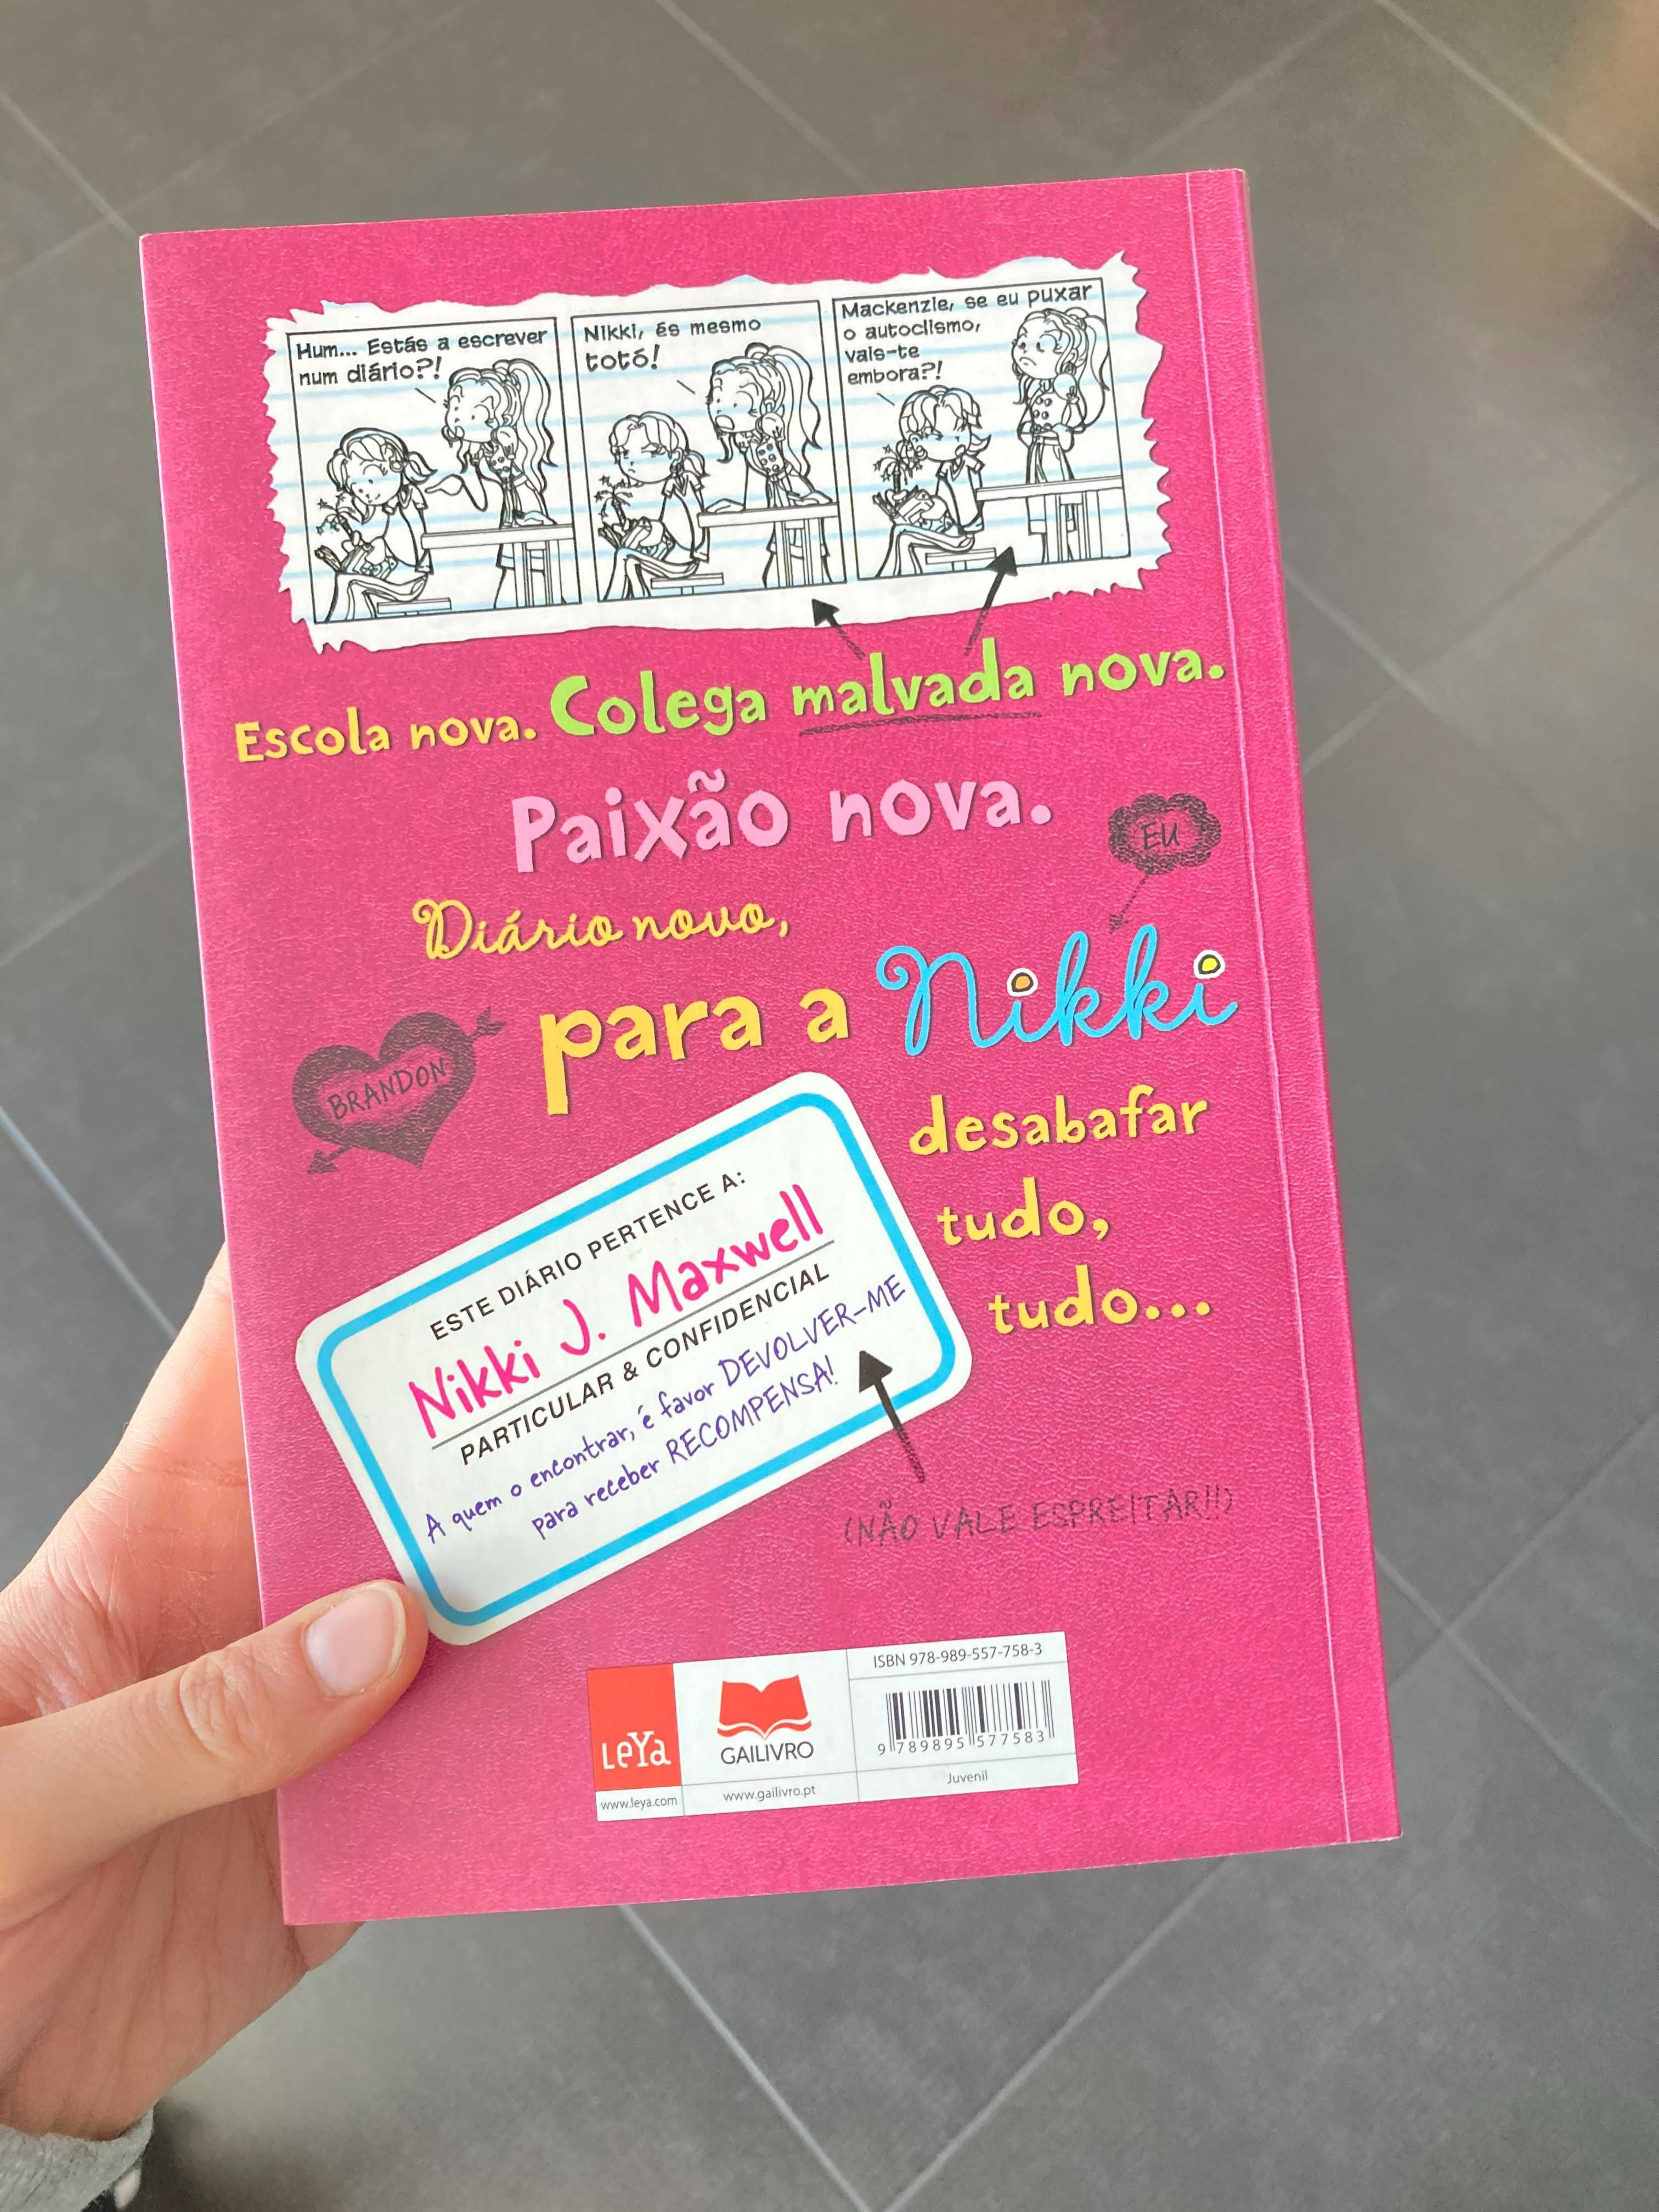 Hum... Estás a escrever
num diário?!
Nikki, és mesmo
totó!
Mackenzie, se eu puxar
o autoclismo,
vais-te
embora?!
Escola nova. Colega malvada nova.
Paixão nova.
EU
Diário novo,
para a Nikki
BRANDON
desabafar
tudo,
tudo...
ESTE DIÁRIO PERTENCE A:
Nikki J. Maxwell
PARTICULAR & CONFIDENCIAL
A quem o encontrar, é favor DEVOLVER-ME
para receber RECOMPENSA!
(NÃO VALE ESPREITAR!!)
LeYa
www.leya.com
GAILIVRO
www.gailivro.pt
ISBN 978-989-557-758-3
9 789895 577583
Juvenil